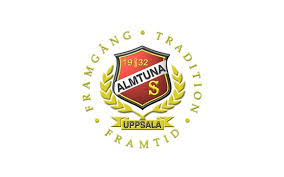 FRAMGÅNG · TRADITION
19 32
ALMTUNA
S
UPPSALA
FRAMTID